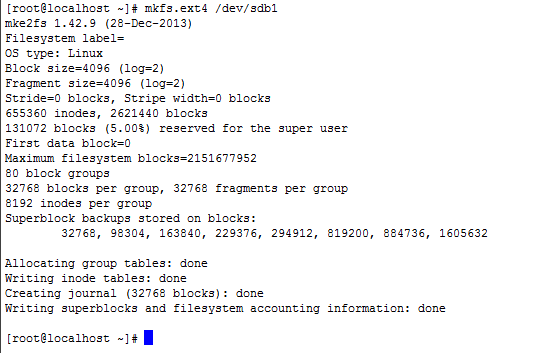 [root@localhost ~]# mkfs.ext4 /dev/sdb1
mke2fs 1.42.9 (28-Dec-2013)
Filesystem label=
OS type: Linux
Block size=4096 (log=2)
Fragment size=4096 (log=2)
Stride=0 blocks, Stripe width=0 blocks
655360 inodes, 2621440 blocks
131072 blocks (5.00%) reserved for the super user
First data block=0
Maximum filesystem blocks=2151677952
80 block groups
32768 blocks per group, 32768 fragments per group
8192 inodes per group
Superblock backups stored on blocks:
        32768, 98304, 163840, 229376, 294912, 819200, 884736, 1605632

Allocating group tables: done
Writing inode tables: done
Creating journal (32768 blocks): done
Writing superblocks and filesystem accounting information: done

[root@localhost ~]#